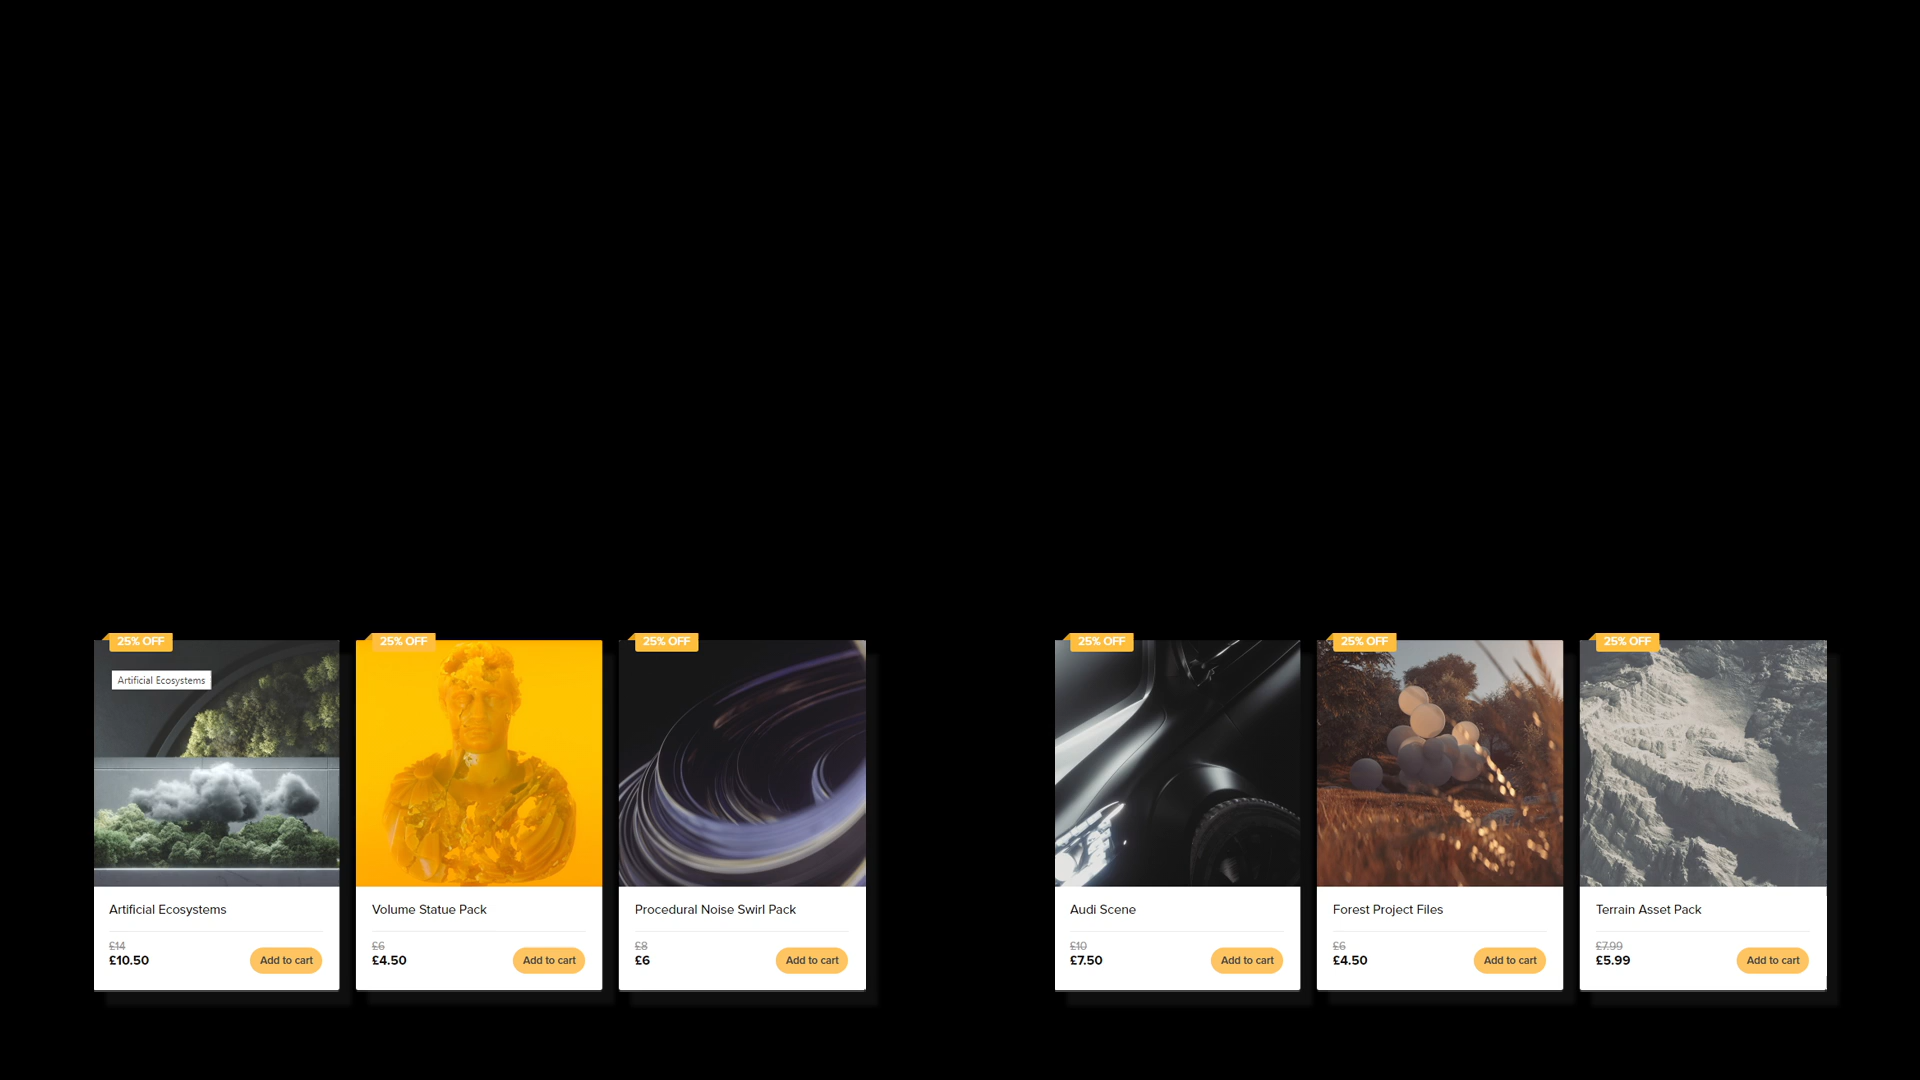 25% OFF
Artificial Ecosystems
Artificial Ecosystems
£14
£10.50
Add to cart
25% OFF
Volume Statue Pack
£6
£4.50
Add to cart
25% OFF
Procedural Noise Swirl Pack
£8
£6
Add to cart
25% OFF
Audi Scene
£10
£7.50
Add to cart
25% OFF
Forest Project Files
£6
£4.50
Add to cart
25% OFF
Terrain Asset Pack
£7.99
£5.99
Add to cart